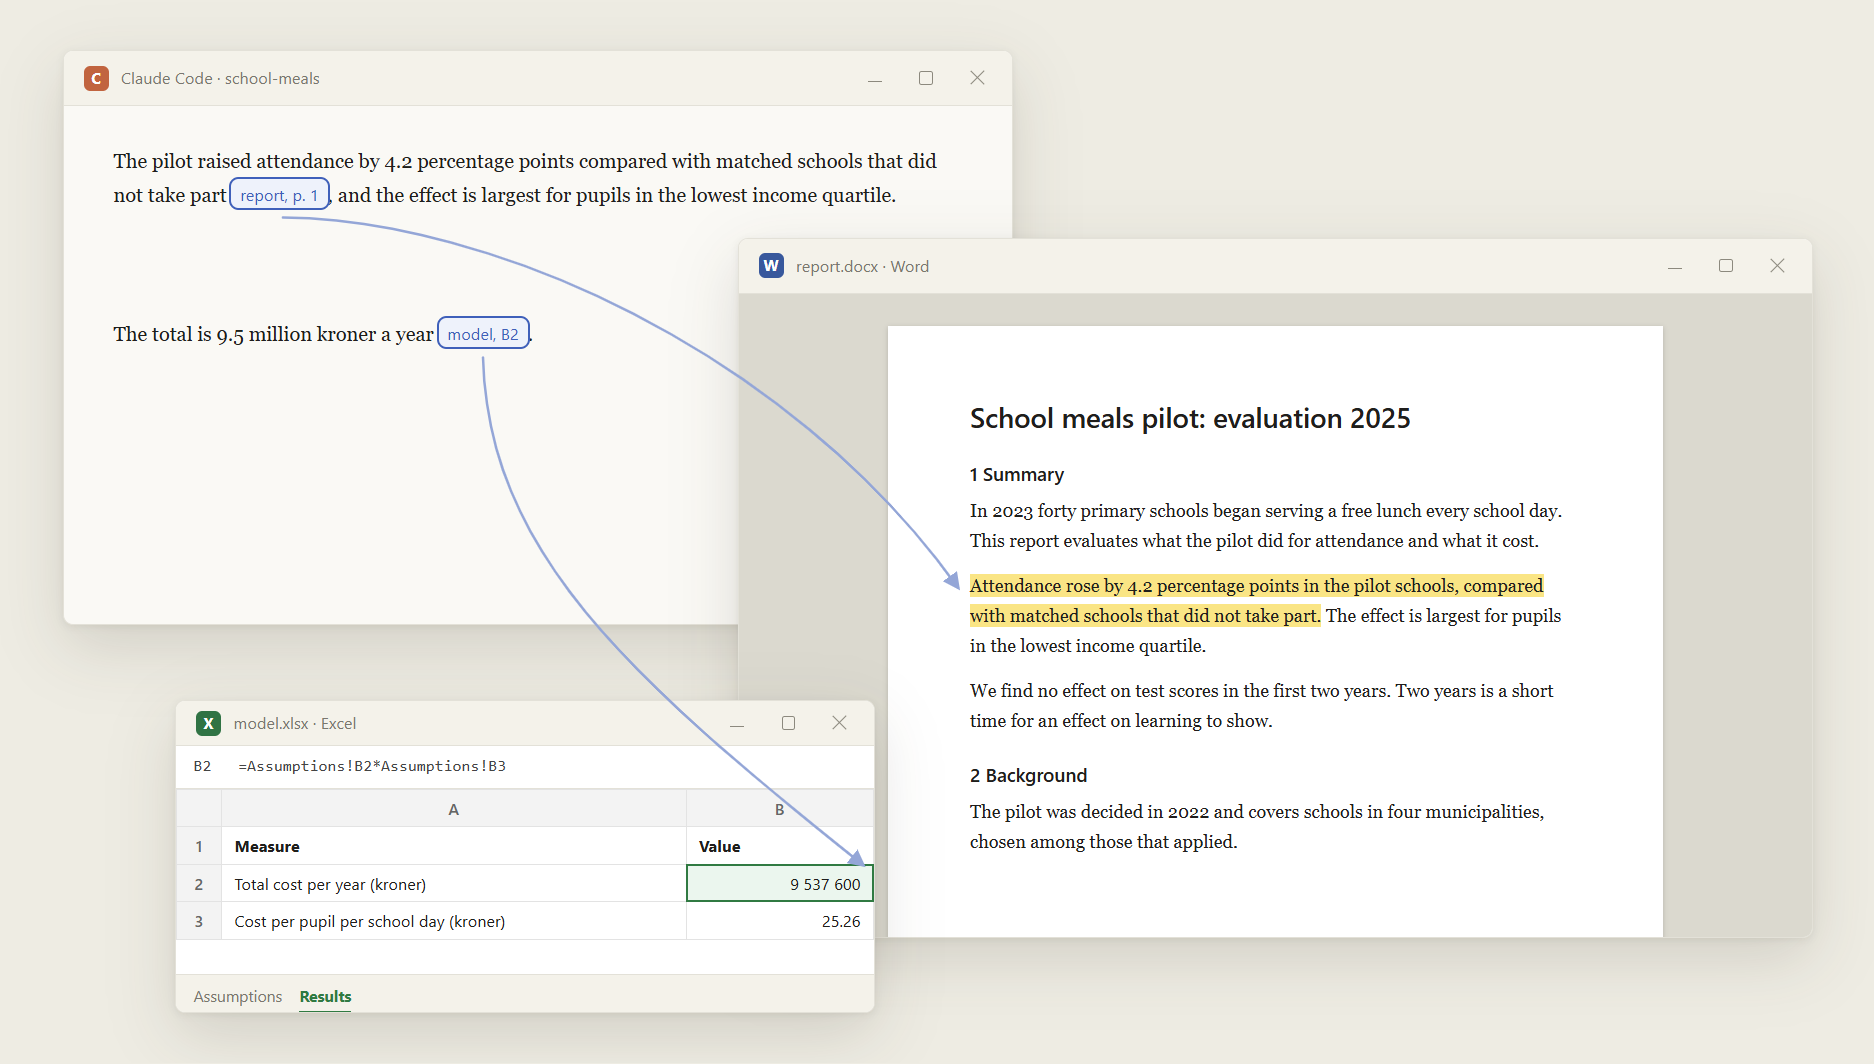 C Claude Code · school-meals
The pilot raised attendance by 4.2 percentage points compared with matched schools that did
not take part report, p. 1, and the effect is largest for pupils in the lowest income quartile.
The total is 9.5 million kroner a year model, B2.
W report.docx · Word
School meals pilot: evaluation 2025
1 Summary
In 2023 forty primary schools began serving a free lunch every school day.
This report evaluates what the pilot did for attendance and what it cost.
Attendance rose by 4.2 percentage points in the pilot schools, compared
with matched schools that did not take part. The effect is largest for pupils
in the lowest income quartile.
We find no effect on test scores in the first two years. Two years is a short
time for an effect on learning to show.
2 Background
The pilot was decided in 2022 and covers schools in four municipalities,
chosen among those that applied.
X model.xlsx · Excel
B2 =Assumptions!B2*Assumptions!B3
A B
1 Measure Value
2 Total cost per year (kroner) 9 537 600
3 Cost per pupil per school day (kroner) 25.26
Assumptions Results